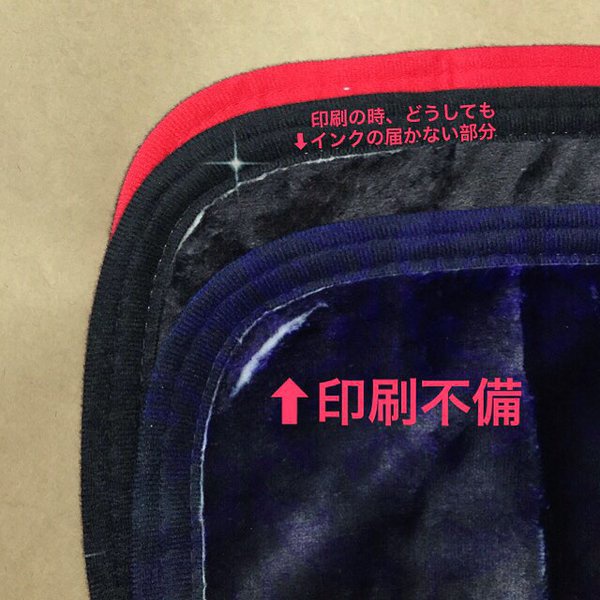 印刷の時、どうしても
⬇インクの届かない部分
⬆印刷不備